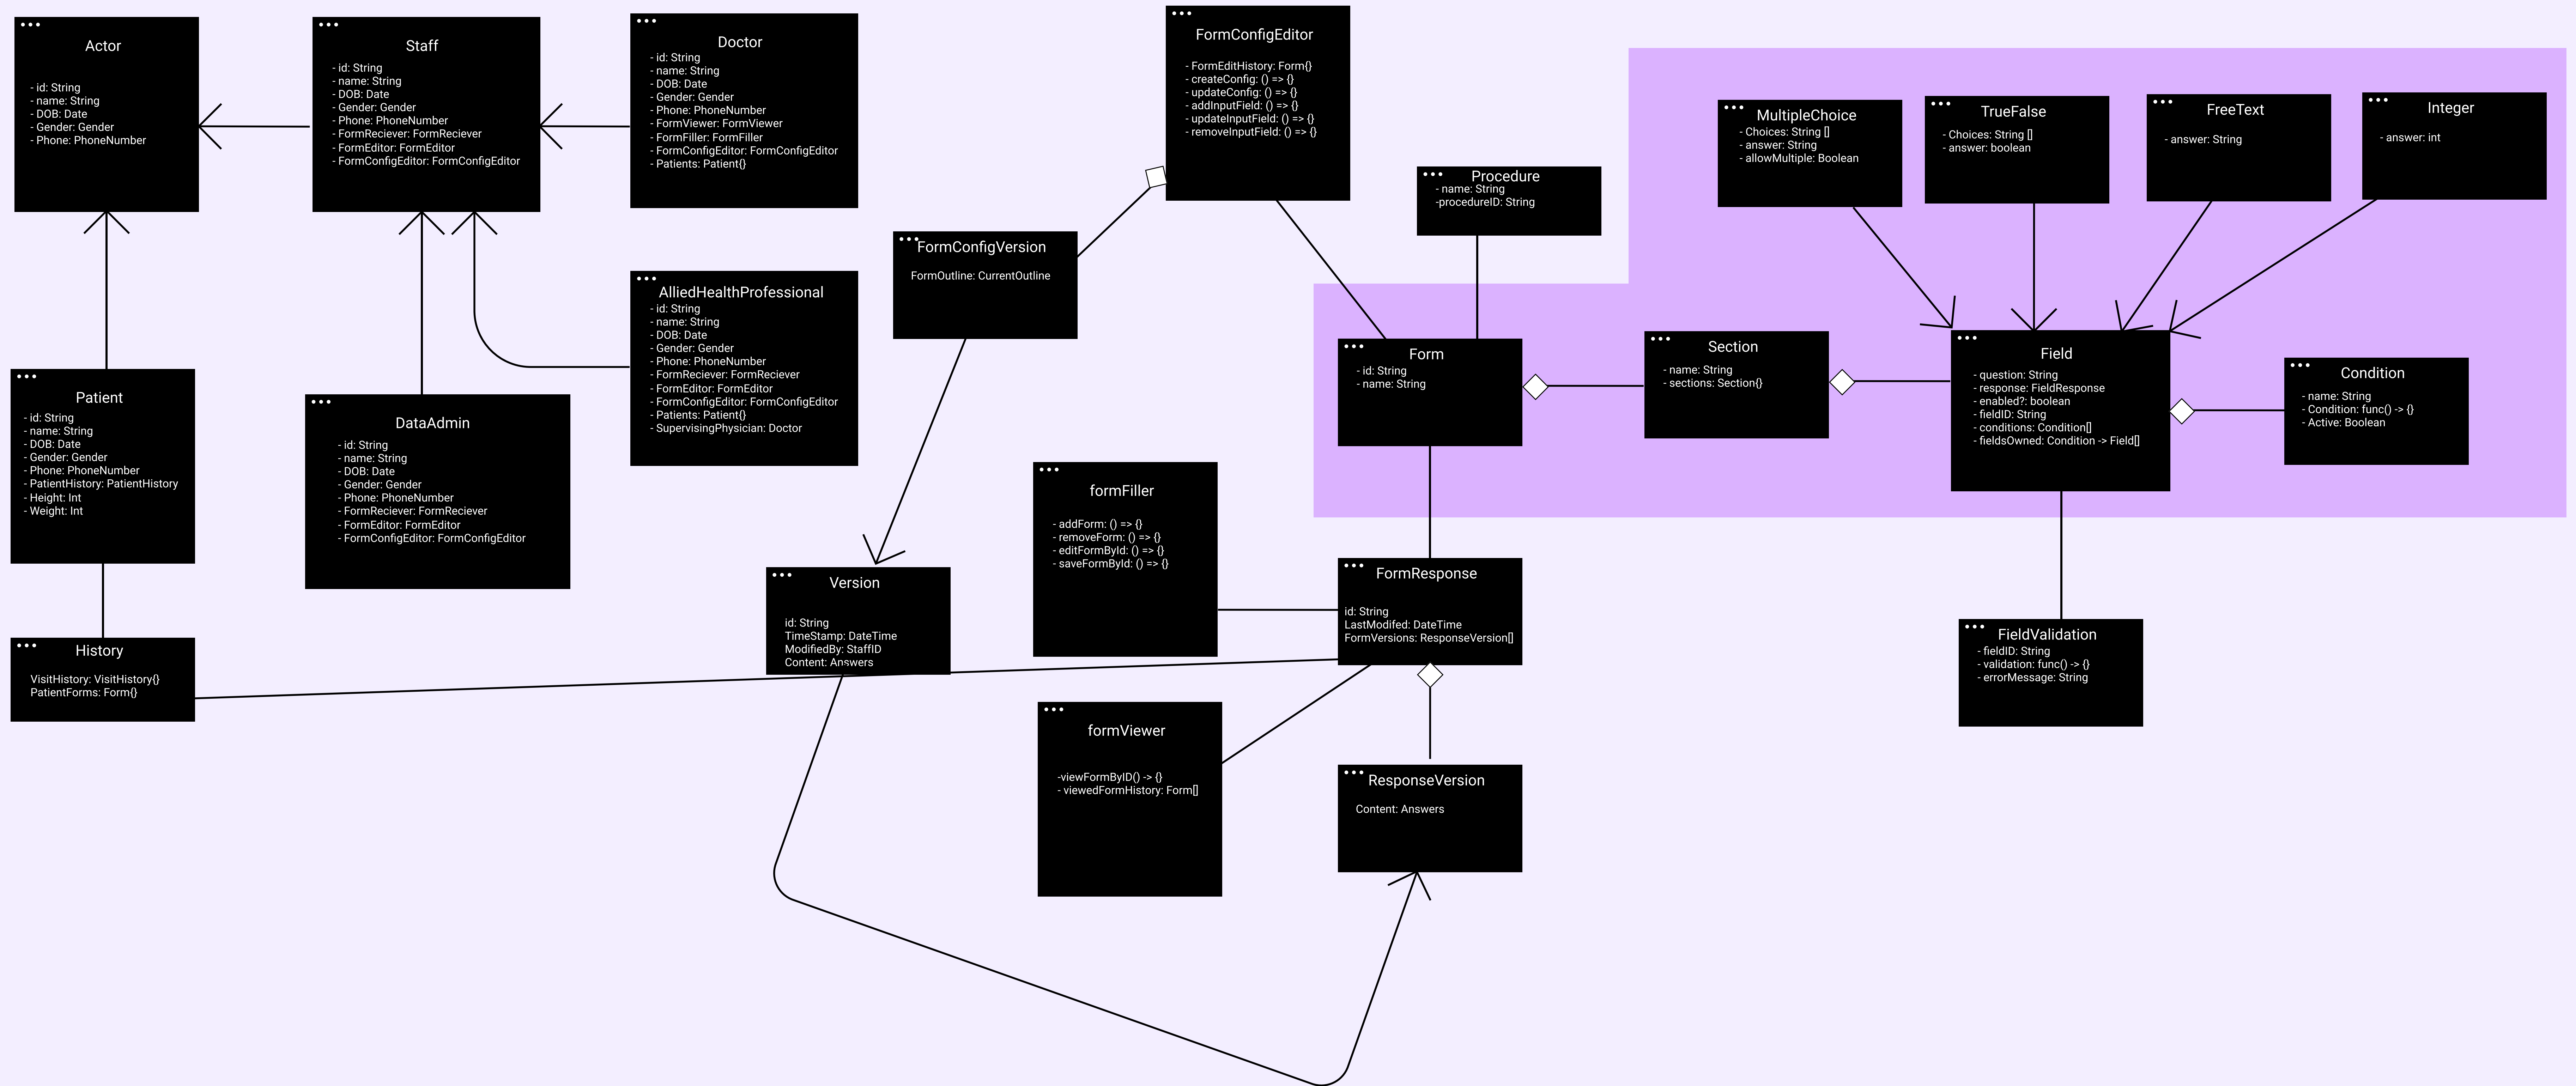 Actor
- id: String
- name: String
- DOB: Date
- Gender: Gender
- Phone: PhoneNumber
Staff
- id: String
- name: String
- DOB: Date
- Gender: Gender
- Phone: PhoneNumber
- FormReciever: FormReciever
- FormEditor: FormEditor
- FormConfigEditor: FormConfigEditor
Doctor
- id: String
- name: String
- DOB: Date
- Gender: Gender
- Phone: PhoneNumber
- FormViewer: FormViewer
- FormFiller: FormFiller
- FormConfigEditor: FormConfigEditor
- Patients: Patient{}
FormConfigEditor
- FormEditHistory: Form{}
- createConfig: () => {}
- updateConfig: () => {}
- addInputField: () => {}
- updateInputField: () => {}
- removeInputField: () => {}
Procedure
- name: String
-procedureID: String
MultipleChoice
- Choices: String []
- answer: String
- allowMultiple: Boolean
TrueFalse
- Choices: String []
- answer: boolean
FreeText
- answer: String
Integer
- answer: int
FormConfigVersion
FormOutline: CurrentOutline
AlliedHealthProfessional
- id: String
- name: String
- DOB: Date
- Gender: Gender
- Phone: PhoneNumber
- FormReciever: FormReciever
- FormEditor: FormEditor
- FormConfigEditor: FormConfigEditor
- Patients: Patient{}
- SupervisingPhysician: Doctor
Form
- id: String
- name: String
Section
- name: String
- sections: Section{}
Field
- question: String
- response: FieldResponse
- enabled?: boolean
- fieldID: String
- conditions: Condition[]
- fieldsOwned: Condition -> Field[]
Condition
- name: String
- Condition: func() -> {}
- Active: Boolean
Patient
- id: String
- name: String
- DOB: Date
- Gender: Gender
- Phone: PhoneNumber
- PatientHistory: PatientHistory
- Height: Int
- Weight: Int
DataAdmin
- id: String
- name: String
- DOB: Date
- Gender: Gender
- Phone: PhoneNumber
- FormReciever: FormReciever
- FormEditor: FormEditor
- FormConfigEditor: FormConfigEditor
formFiller
- addForm: () => {}
- removeForm: () => {}
- editFormById: () => {}
- saveFormById: () => {}
Version
id: String
TimeStamp: DateTime
ModifiedBy: StaffID
Content: Answers
FormResponse
id: String
LastModifed: DateTime
FormVersions: ResponseVersion[]
History
VisitHistory: VisitHistory{}
PatientForms: Form{}
FieldValidation
- fieldID: String
- validation: func() -> {}
- errorMessage: String
formViewer
-viewFormByID() -> {}
- viewedFormHistory: Form[]
ResponseVersion
Content: Answers